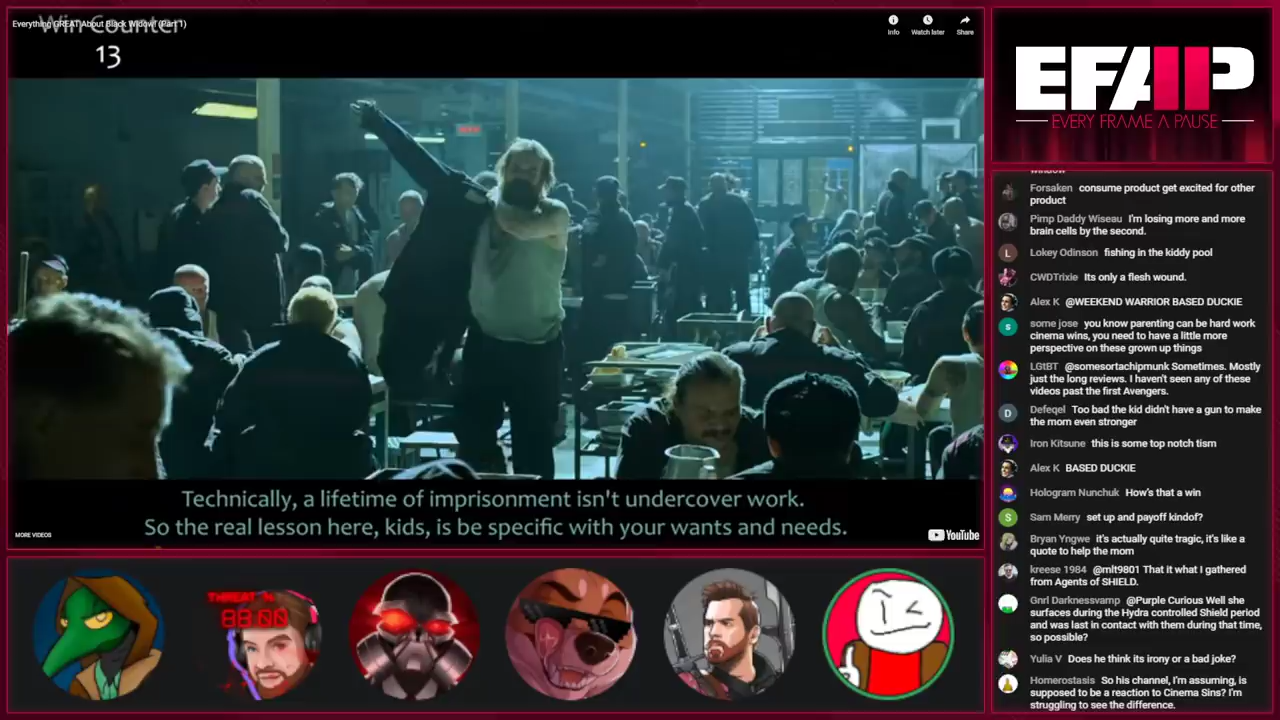 Everything GREAT About Black Widow! (Part 1)
Win Counter
13
Info
Watch later
Share
Technically, a lifetime of imprisonment isn't undercover work.
So the real lesson here, kids, is be specific with your wants and needs.
MORE VIDEOS
YouTube
THREAT
88:00
EFAP
EVERY FRAME A PAUSE
Forsaken consume product get excited for other
product
Pimp Daddy Wiseau I'm losing more and more
brain cells by the second.
L
Lokey Odinson fishing in the kiddy pool
CWDTrixie Its only a flesh wound.
Alex K @WEEKEND WARRIOR BASED DUCKIE
s
some jose you know parenting can be hard work
cinema wins, you need to have a little more
perspective on these grown up things
LGtBT @somesortachipmunk Sometimes. Mostly
just the long reviews. I haven't seen any of these
videos past the first Avengers.
D
Defeqel Too bad the kid didn't have a gun to make
the mom even stronger
Iron Kitsune this is some top notch tism
Alex K BASED DUCKIE
Hologram Nunchuk How's that a win
S
Sam Merry set up and payoff kindof?
Bryan Yngwe it's actually quite tragic, it's like a
quote to help the mom
kreese 1984 @mlt9801 That it what I gathered
from Agents of SHIELD.
Gnrl Darknessvamp @Purple Curious Well she
surfaces during the Hydra controlled Shield period
and was last in contact with them during that time,
so possible?
Yulia V Does he think its irony or a bad joke?
Homerostasis So his channel, I'm assuming, is
supposed to be a reaction to Cinema Sins? I'm
struggling to see the difference.